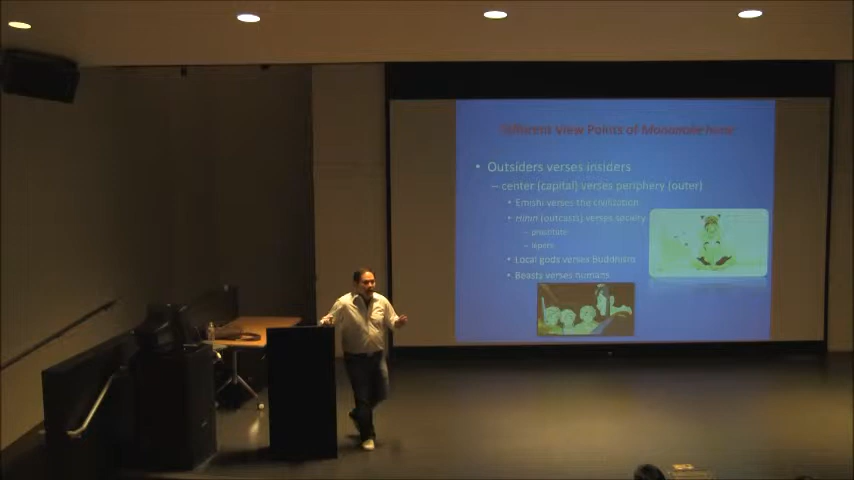 Different View Points of Mononoke hime
• Outsiders verses insiders
– center (capital) verses periphery (outer)
• Emishi verses the civilization
• Hinin (outcasts) verses society
– prostitute
– lepers
• Local gods verses Buddhism
• Beasts verses humans